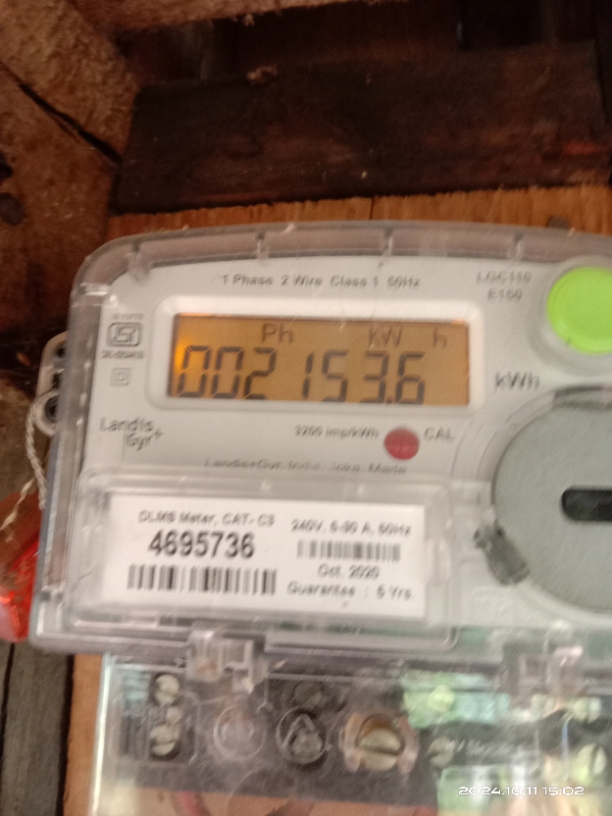 1 Phase 2 Wire Class 1 50Hz
LGC110
E150
Ph kW h
002153.6
kWh
Landis
Gyr+
3200 imp/kWh
CAL
DLMS Meter, CAT- C3
4695736
240V, 5-30 A, 50Hz
Oct. 2020
Guarantee : 5 Yrs.
2024.10.11 15:02